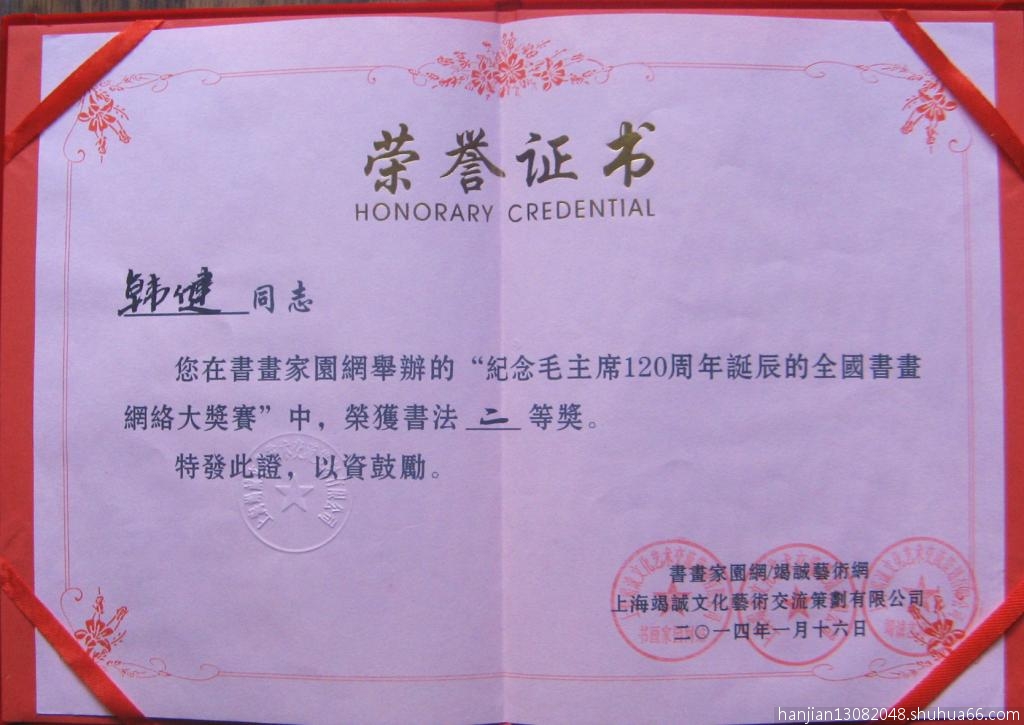 荣誉证书
HONORARY CREDENTIAL
韩健 同志
您在書畫家園網舉辦的“紀念毛主席120周年誕辰的全國書畫
網絡大獎賽”中，榮獲書法 二 等獎。
特發此證，以資鼓勵。
書畫家園網/竭誠藝術網
上海竭誠文化藝術交流策劃有限公司
二〇一四年一月十六日
hanjian13082048.shuhua66.com